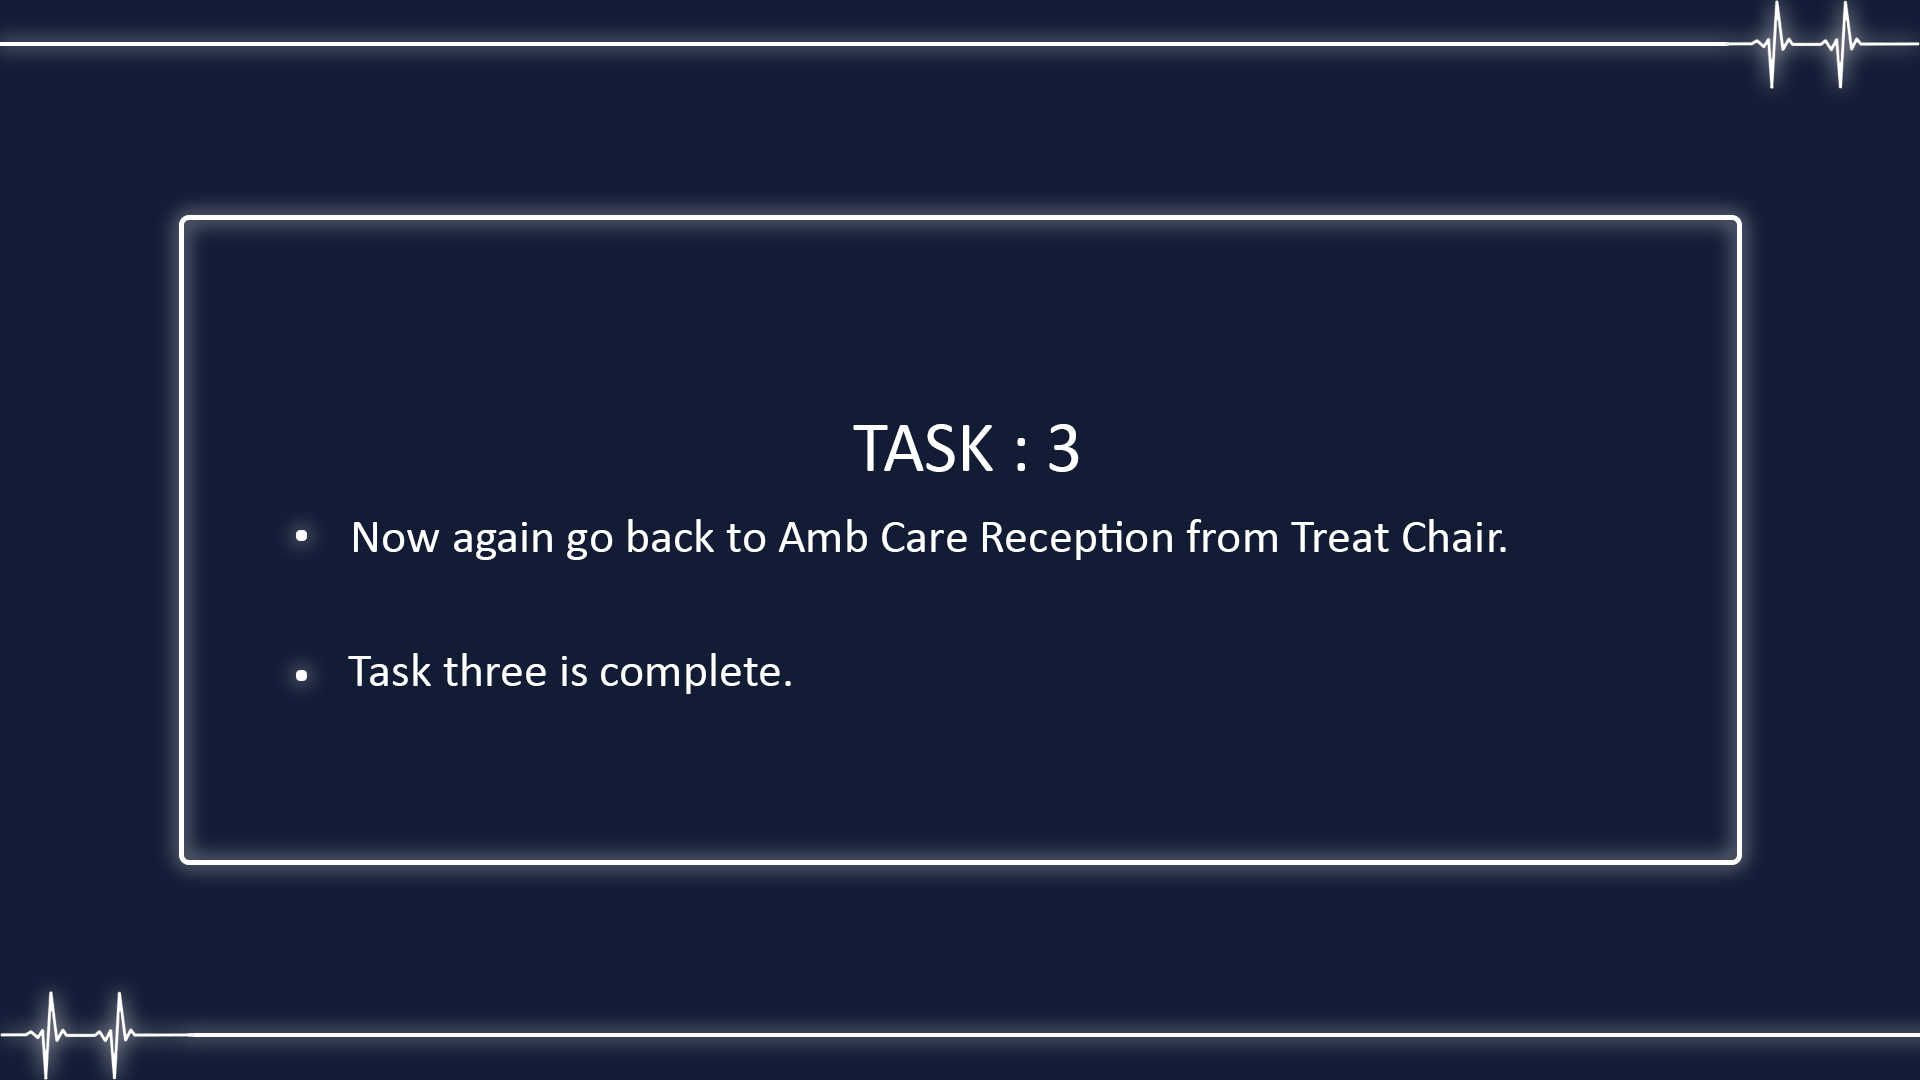 TASK : 3
• Now again go back to Amb Care Reception from Treat Chair.
• Task three is complete.